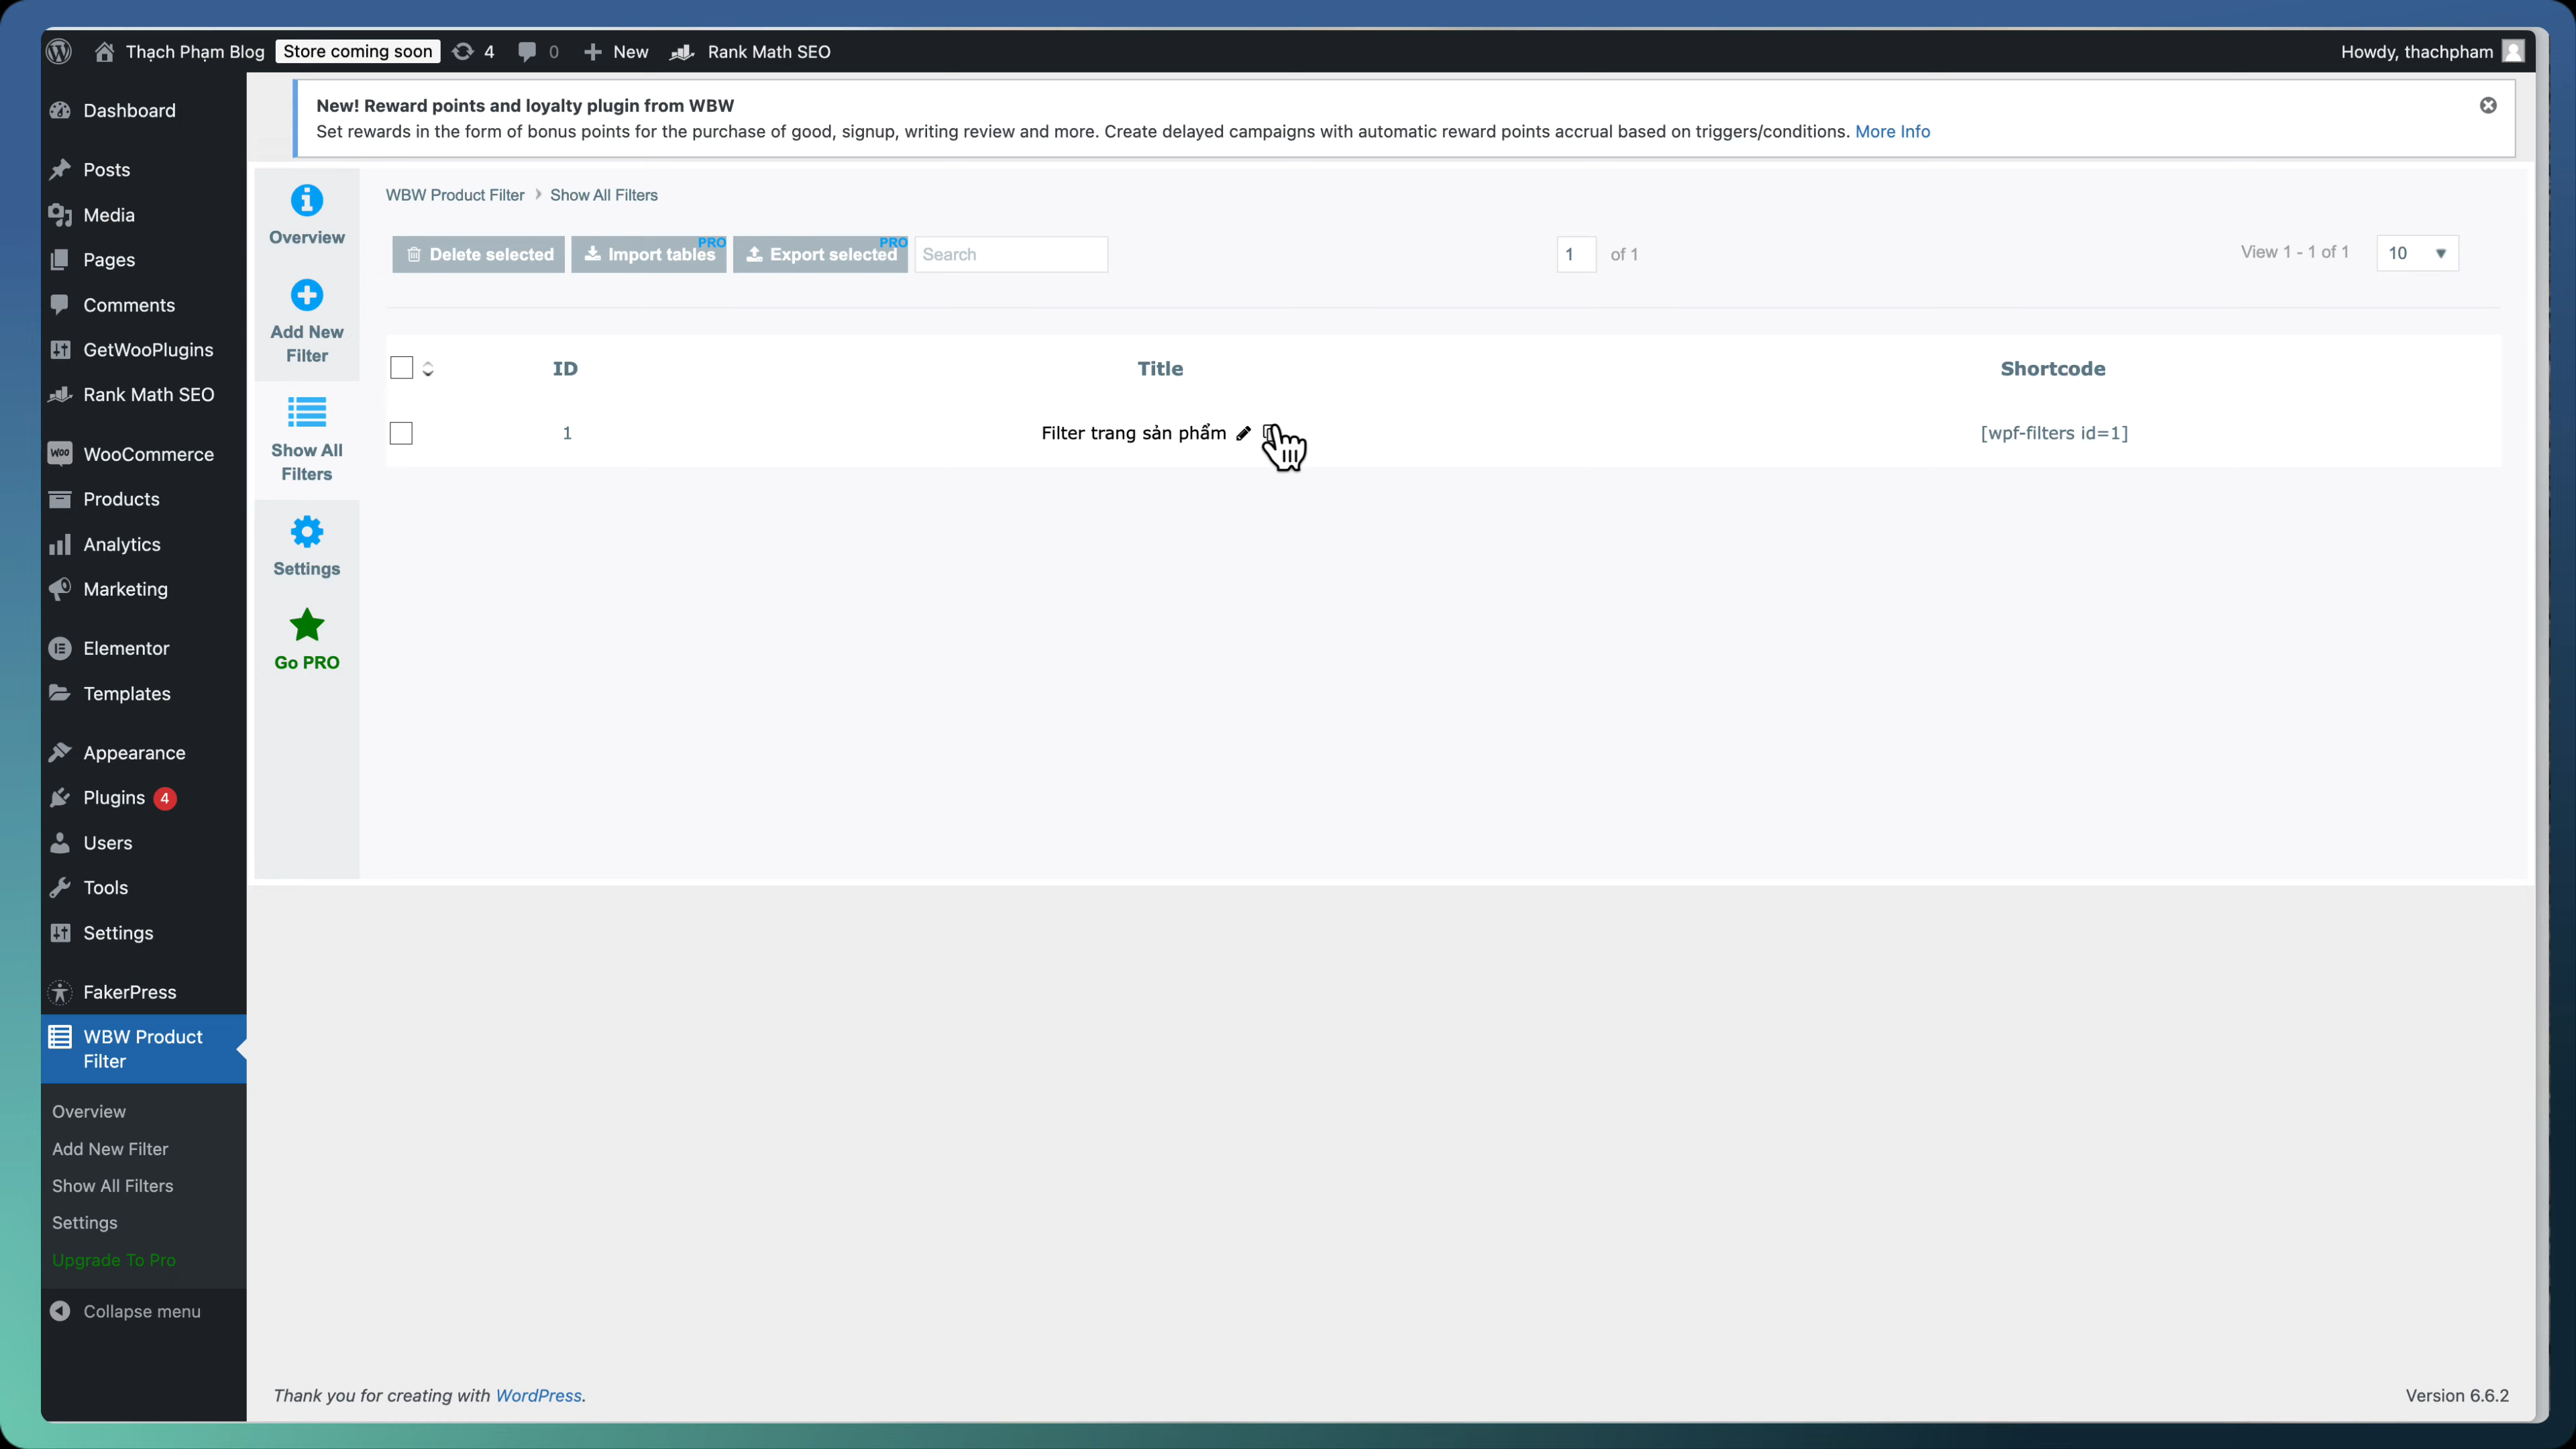 Thạch Phạm Blog Store coming soon 4 0 New Rank Math SEO Howdy, thachpham
Dashboard
Posts
Media
Pages
Comments
GetWooPlugins
Rank Math SEO
WooCommerce
Products
Analytics
Marketing
Elementor
Templates
Appearance
Plugins 4
Users
Tools
Settings
FakerPress
WBW Product
Filter
Overview
Add New Filter
Show All Filters
Settings
Upgrade To Pro
Collapse menu
New! Reward points and loyalty plugin from WBW
Set rewards in the form of bonus points for the purchase of good, signup, writing review and more. Create delayed campaigns with automatic reward points accrual based on triggers/conditions. More Info
Overview
Add New
Filter
Show All
Filters
Settings
Go PRO
WBW Product Filter Show All Filters
Delete selected Import tables PRO Export selected PRO Search 1 of 1 View 1 - 1 of 1 10
ID Title Shortcode
1 Filter trang sản phẩm [wpf-filters id=1]
Thank you for creating with WordPress. Version 6.6.2